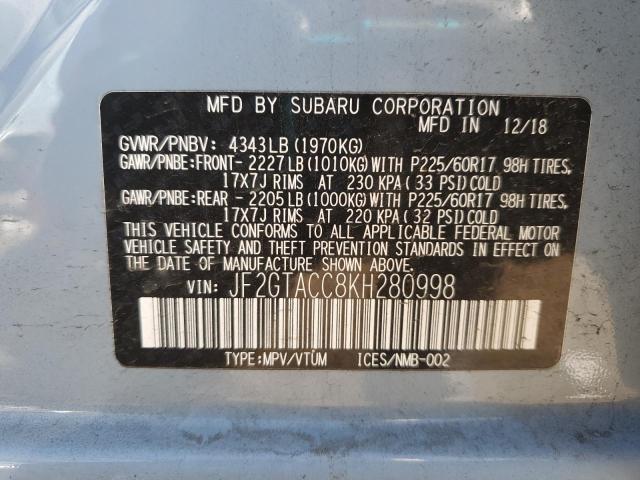 MFD BY SUBARU CORPORATION
MFD IN 12/18
GVWR/PNBV: 4343LB(1970KG)
GAWR/PNBE:FRONT- 2227LB(1010KG)WITH P225/60R17 98H TIRES,
17X7J RIMS AT 230 KPA(33 PSI)COLD
GAWR/PNBE:REAR - 2205LB(1000KG)WITH P225/60R17 98H TIRES,
17X7J RIMS AT 220 KPA(32 PSI)COLD
THIS VEHICLE CONFORMS TO ALL APPLICABLE FEDERAL MOTOR
VEHICLE SAFETY AND THEFT PREVENTION STANDARDS IN EFFECT
ON THE DATE OF MANUFACTURE SHOWN ABOVE.
VIN: JF2GTACC8KH280998
TYPE:MPV/VTUM ICES/NMB-002